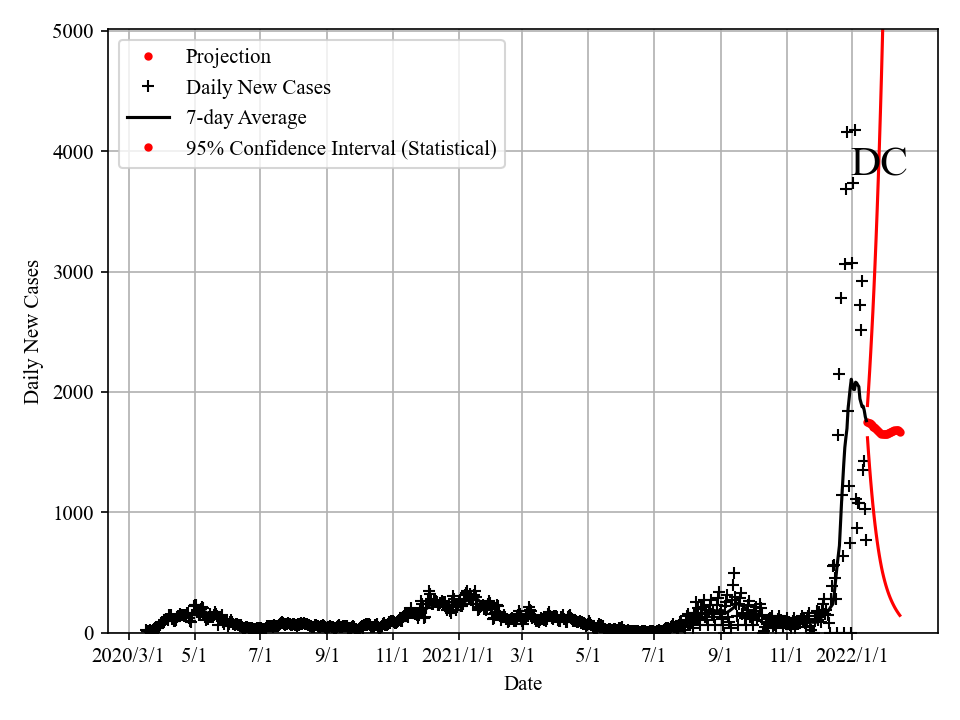 5000
4000
3000
2000
1000
0
Daily New Cases
Projection
Daily New Cases
7-day Average
95% Confidence Interval (Statistical)
DC
2020/3/1 5/1 7/1 9/1 11/1 2021/1/1 3/1 5/1 7/1 9/1 11/1 2022/1/1
Date